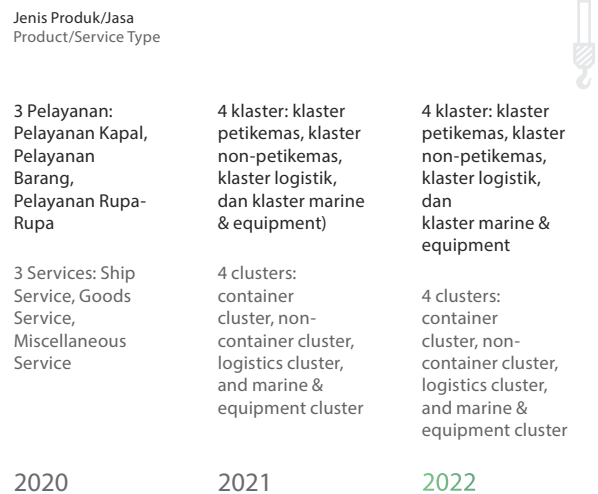 Jenis Produk/Jasa
Product/Service Type
3 Pelayanan:
Pelayanan Kapal,
Pelayanan
Barang,
Pelayanan Rupa-
Rupa
3 Services: Ship
Service, Goods
Service,
Miscellaneous
Service
2020
4 klaster: klaster
petikemas, klaster
non-petikemas,
klaster logistik,
dan klaster marine
& equipment)
4 clusters:
container
cluster, non-
container cluster,
logistics cluster,
and marine &
equipment cluster
2021
4 klaster: klaster
petikemas, klaster
non-petikemas,
klaster logistik,
dan
klaster marine &
equipment
4 clusters:
container
cluster, non-
container cluster,
logistics cluster,
and marine &
equipment cluster
2022